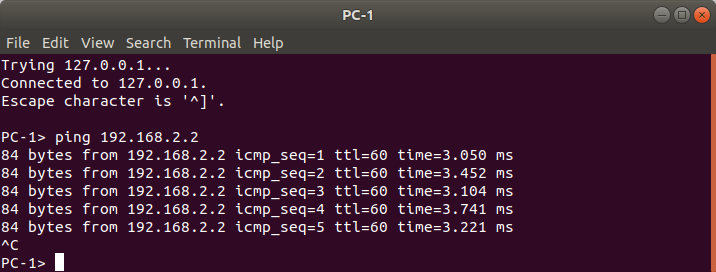 PC-1
File Edit View Search Terminal Help
Trying 127.0.0.1...
Connected to 127.0.0.1.
Escape character is '^]'.
PC-1> ping 192.168.2.2
84 bytes from 192.168.2.2 icmp_seq=1 ttl=60 time=3.050 ms
84 bytes from 192.168.2.2 icmp_seq=2 ttl=60 time=3.452 ms
84 bytes from 192.168.2.2 icmp_seq=3 ttl=60 time=3.104 ms
84 bytes from 192.168.2.2 icmp_seq=4 ttl=60 time=3.741 ms
84 bytes from 192.168.2.2 icmp_seq=5 ttl=60 time=3.221 ms
^C
PC-1>